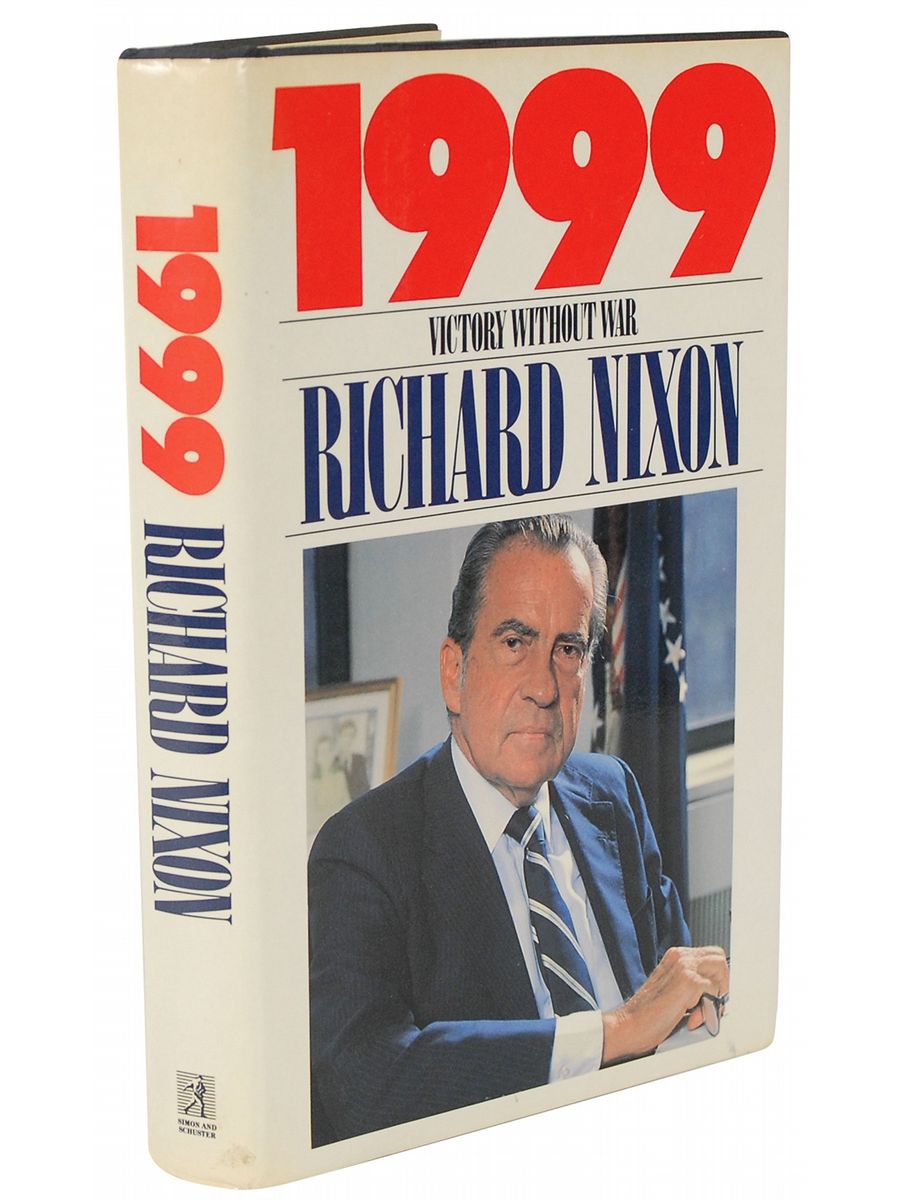 1999
VICTORY WITHOUT WAR
RICHARD NIXON
1999 RICHARD NIXON
SIMON AND
SCHUSTER